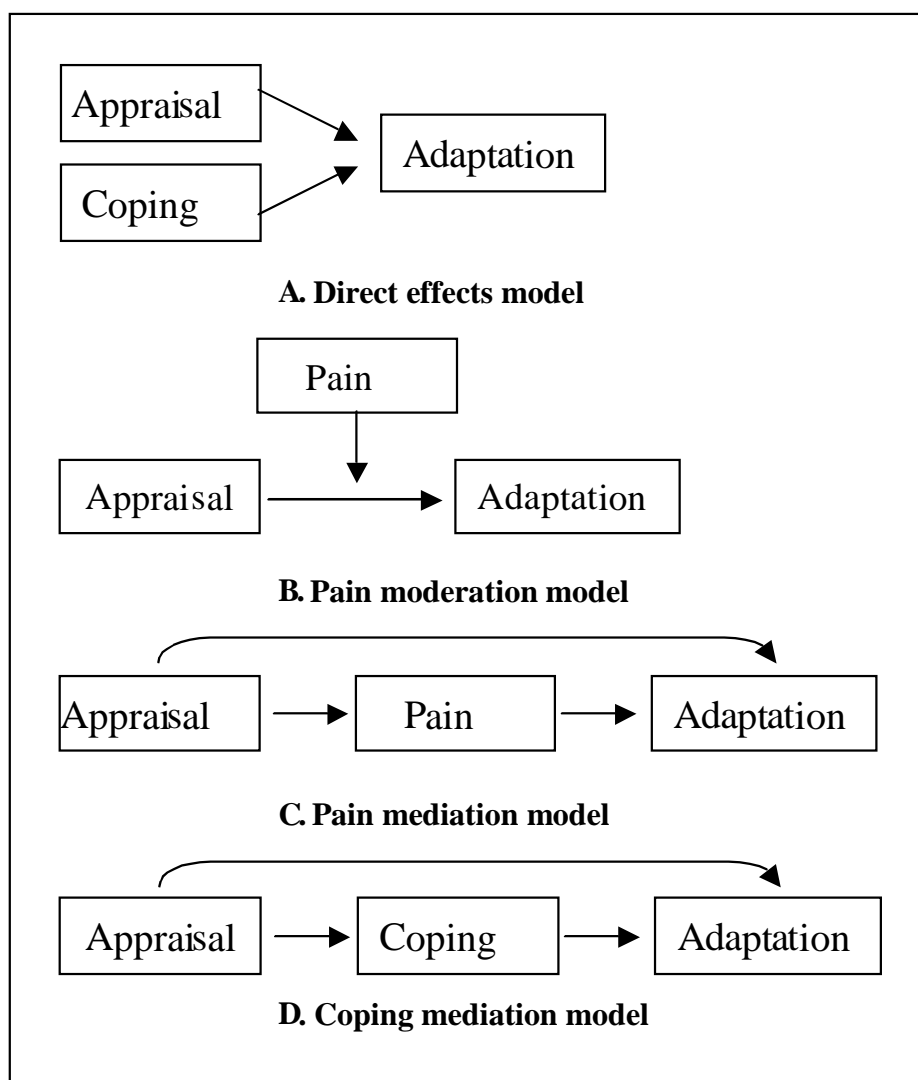 Appraisal
Adaptation
Coping
A. Direct effects model
Pain
Appraisal
Adaptation
B. Pain moderation model
Appraisal
Pain
Adaptation
C. Pain mediation model
Appraisal
Coping
Adaptation
D. Coping mediation model